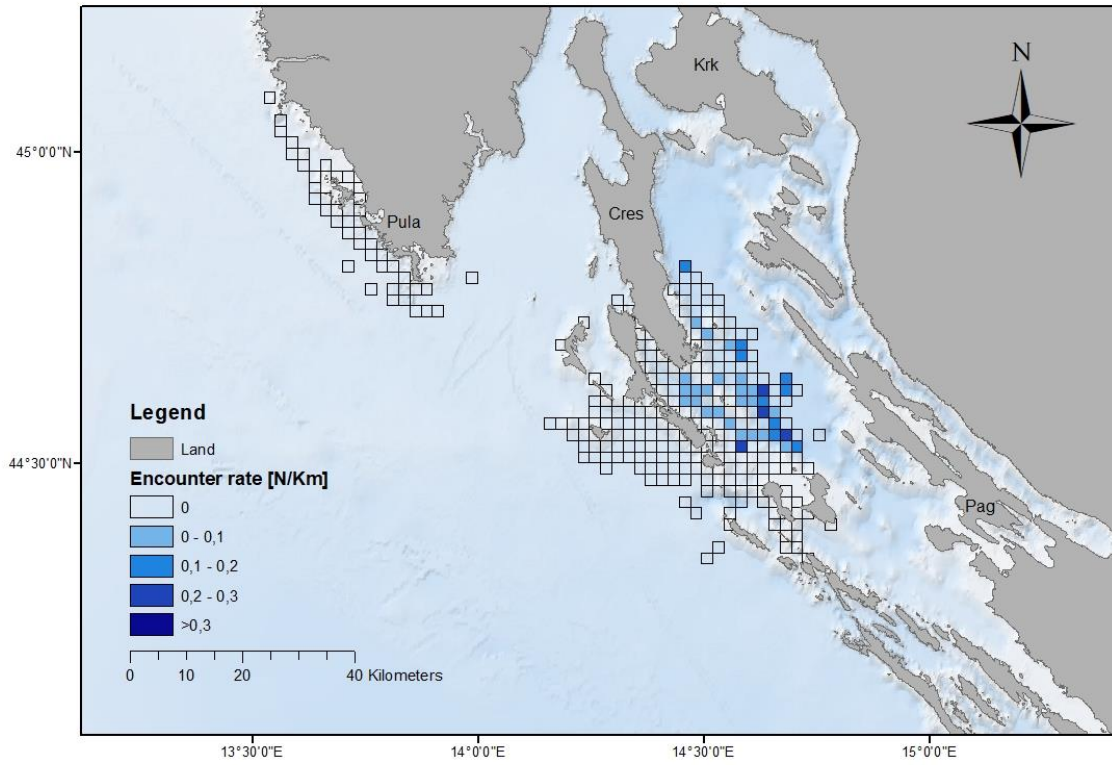 Krk
N
45°0'0"N
Cres
Pula
Legend
Land
44°30'0"N
Encounter rate [N/Km]
0
Pag
0 - 0,1
0,1 - 0,2
0,2 - 0,3
>0,3
0 10 20 40 Kilometers
13°30'0"E 14°0'0"E 14°30'0"E 15°0'0"E